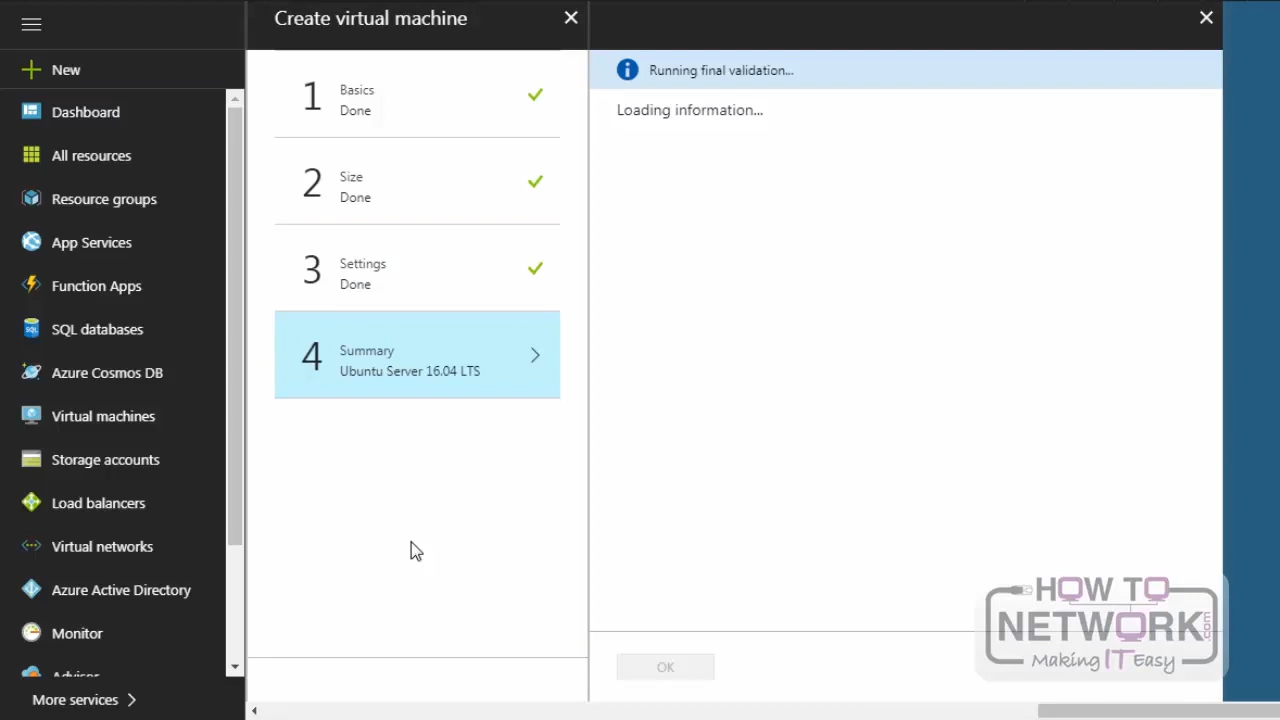 New
Dashboard
All resources
Resource groups
App Services
Function Apps
SQL databases
Azure Cosmos DB
Virtual machines
Storage accounts
Load balancers
Virtual networks
Azure Active Directory
Monitor
Advisor
More services
Create virtual machine
1
Basics
Done
2
Size
Done
3
Settings
Done
4
Summary
Ubuntu Server 16.04 LTS
Running final validation...
Loading information...
OK
HOW TO
NETWORK.com
Making IT Easy